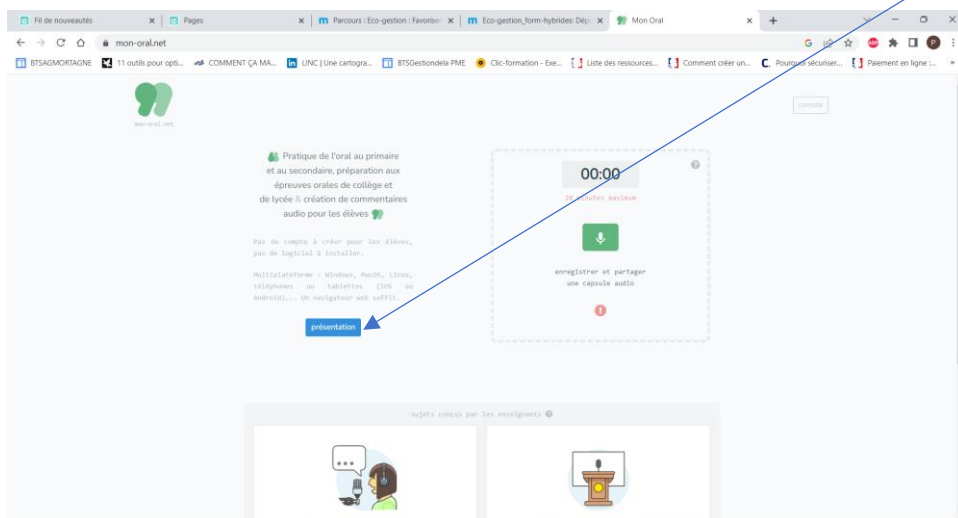 Fil de nouveautés
Pages
Parcours : Eco-gestion : Favoriser
Eco-gestion_form-hybrides: Dép
Mon Oral
mon-oral.net
BTSAGMORTAGNE
11 outils pour opti...
COMMENT ÇA MA...
LINC | Une cartogra...
BTSGestiondela PME
Clic-formation - Exe...
Liste des ressources...
Comment créer un...
Pourquoi sécuriser...
Paiement en ligne :...
mon-oral.net
console
Pratique de l'oral au primaire
et au secondaire, préparation aux
épreuves orales de collège et
de lycée & création de commentaires
audio pour les élèves
Pas de compte à créer pour les élèves,
pas de logiciel à installer.
Multiplateforme : Windows, MacOS, Linux,
téléphones ou tablettes (iOS ou
Android)... Un navigateur web suffit.
présentation
00:00
10 minutes maximum
enregistrer et partager
une capsule audio
sujets conçus par les enseignants